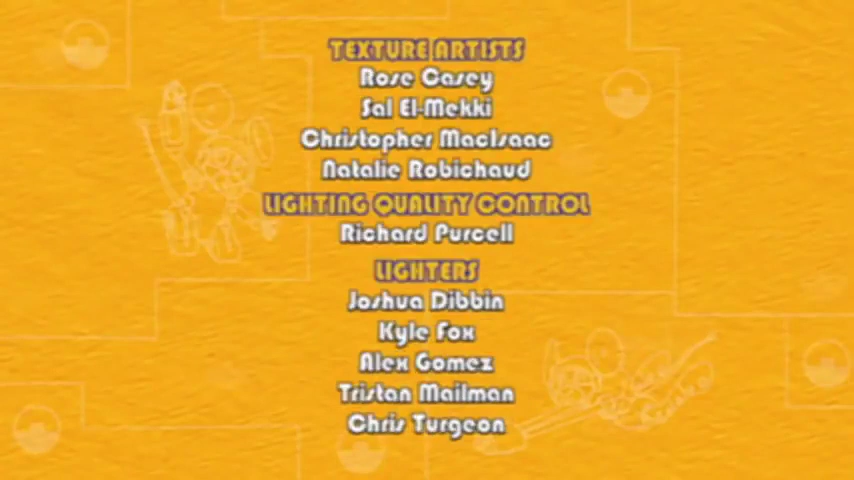 TEXTURE ARTISTS
Rose Casey
Sal El-Mekki
Christopher MacIsaac
Natalie Robichaud
LIGHTING QUALITY CONTROL
Richard Purcell
LIGHTERS
Joshua Dibbin
Kyle Fox
Alex Gomez
Tristan Mailman
Chris Turgeon